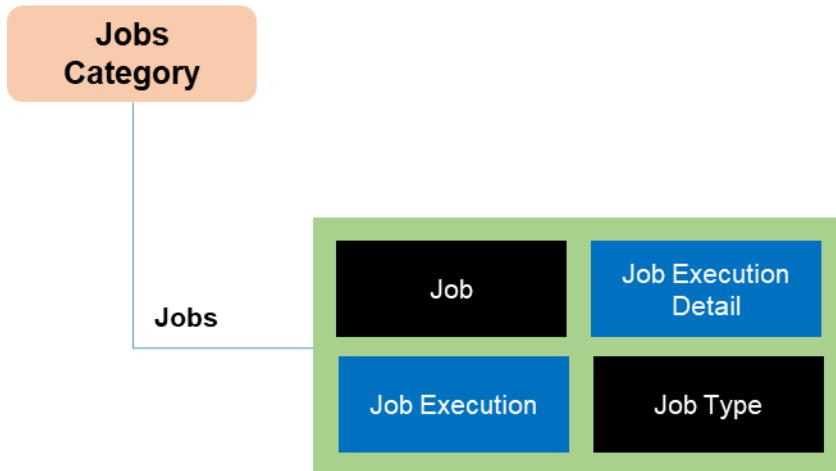 Jobs
Category
Job
Job Execution
Detail
Jobs
Job Execution
Job Type